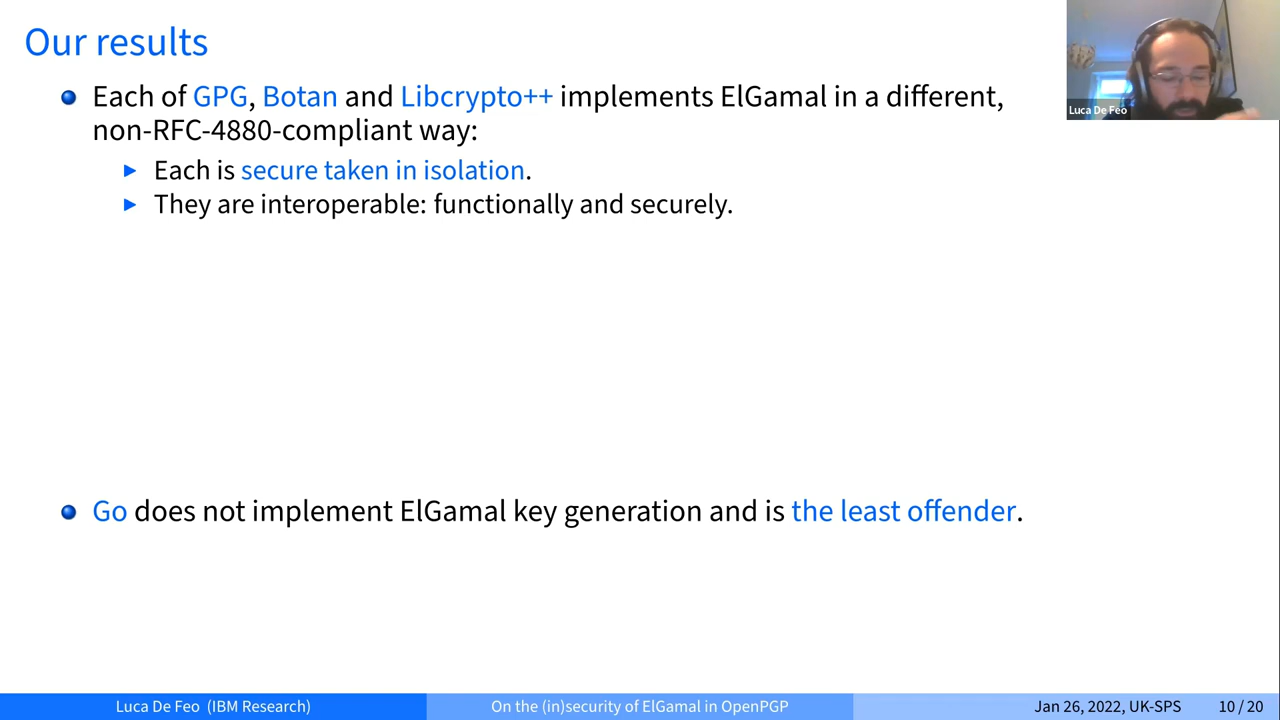 Our results
Each of GPG, Botan and Libcrypto++ implements ElGamal in a different,
non-RFC-4880-compliant way:
Each is secure taken in isolation.
They are interoperable: functionally and securely.
Go does not implement ElGamal key generation and is the least offender.
Luca De Feo
Luca De Feo (IBM Research)
On the (in)security of ElGamal in OpenPGP
Jan 26, 2022, UK-SPS
10 / 20